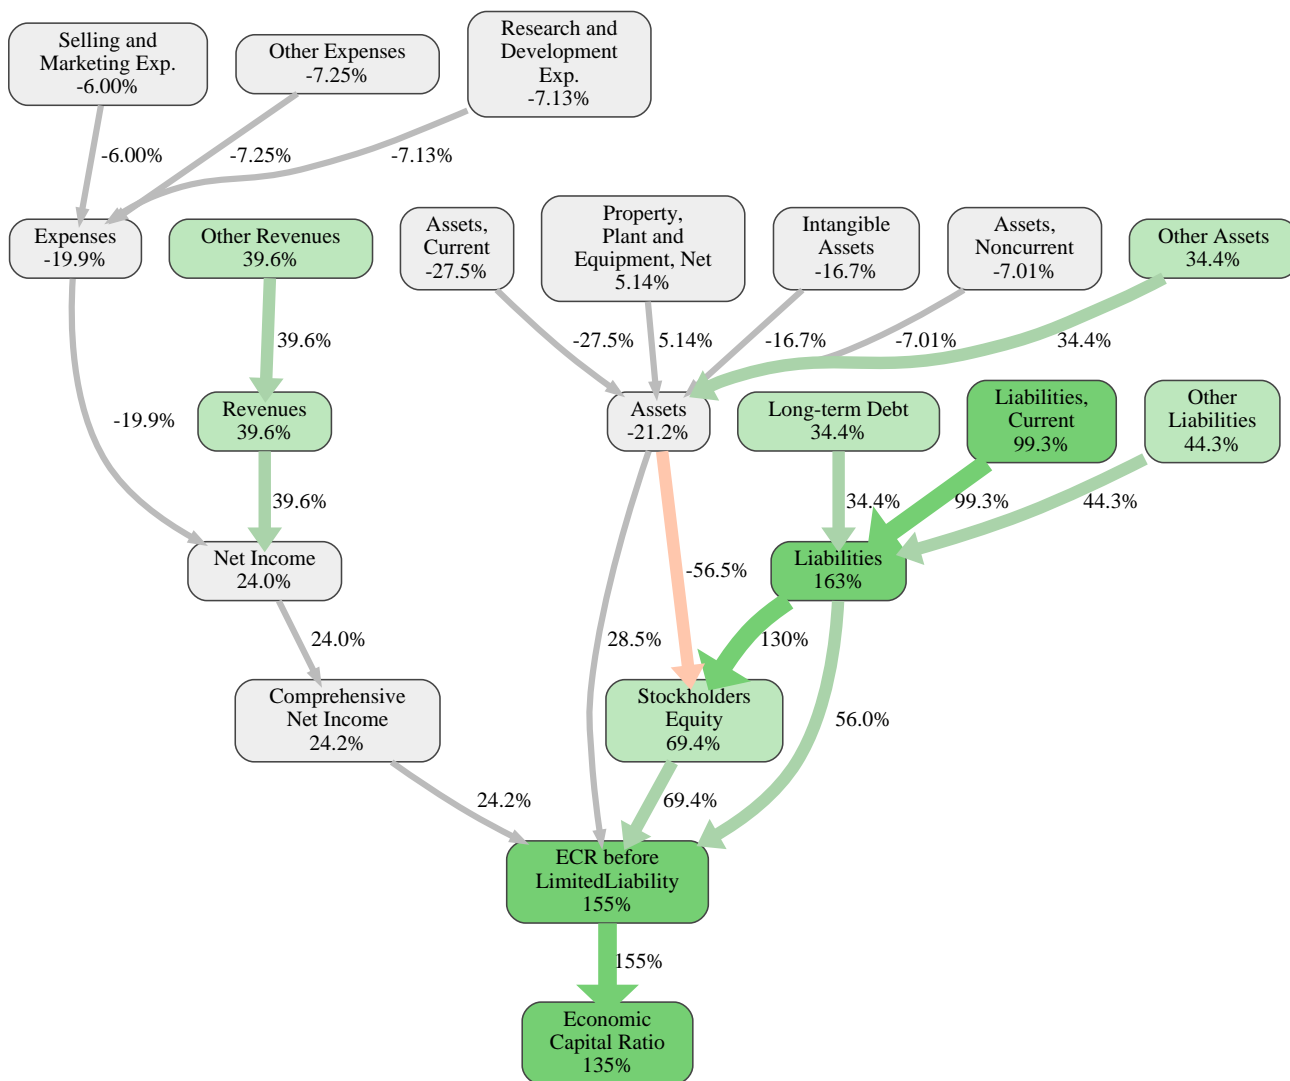 Selling and
Marketing Exp.
-6.00%
Other Expenses
-7.25%
Research and
Development
Exp.
-7.13%
-6.00%
-7.25%
-7.13%
Expenses
-19.9%
Other Revenues
39.6%
Assets,
Current
-27.5%
Property,
Plant and
Equipment, Net
5.14%
Intangible
Assets
-16.7%
Assets,
Noncurrent
-7.01%
Other Assets
34.4%
39.6%
-27.5%
5.14%
-16.7%
-7.01%
34.4%
-19.9%
Revenues
39.6%
Assets
-21.2%
Long-term Debt
34.4%
Liabilities,
Current
99.3%
Other
Liabilities
44.3%
39.6%
34.4%
99.3%
44.3%
Net Income
24.0%
-56.5%
Liabilities
163%
24.0%
28.5%
130%
Comprehensive
Net Income
24.2%
Stockholders
Equity
69.4%
56.0%
24.2%
69.4%
ECR before
LimitedLiability
155%
155%
Economic
Capital Ratio
135%